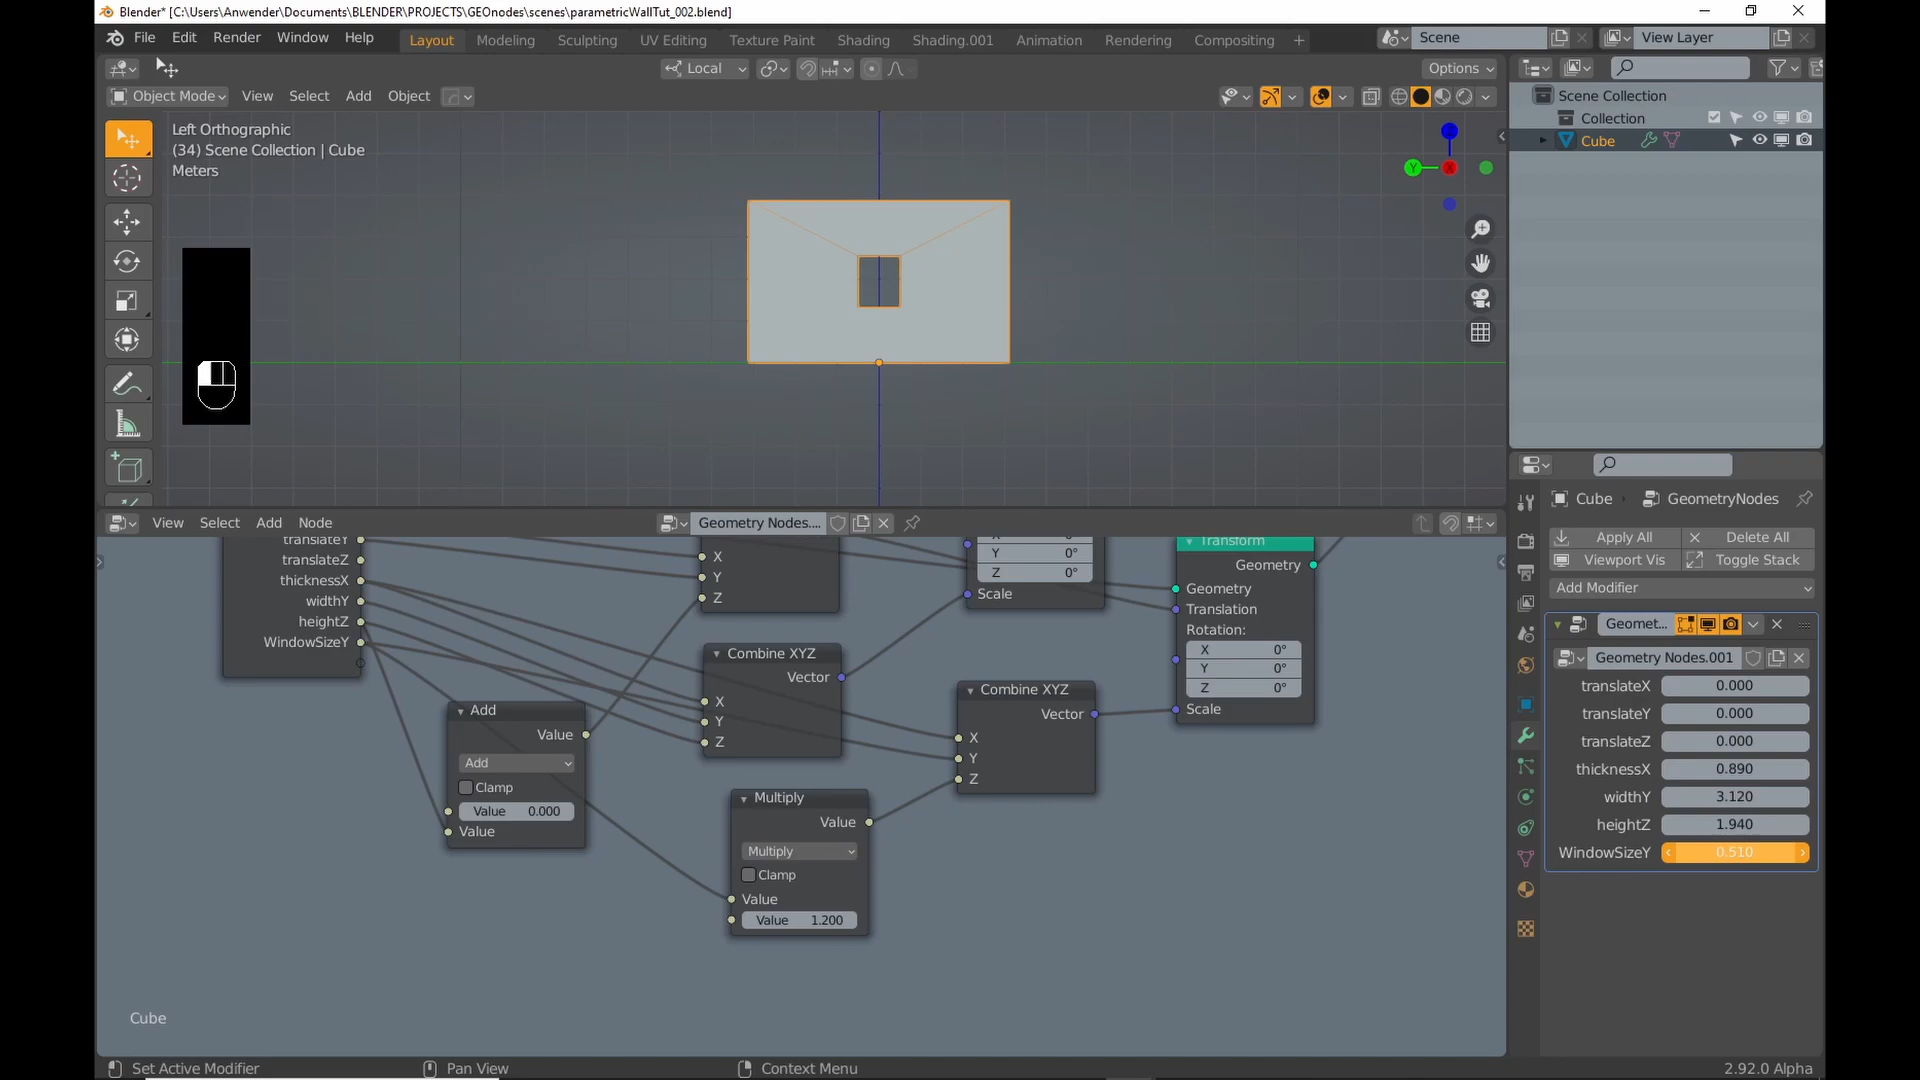 Blender* [C:\Users\Anwender\Documents\BLENDER\PROJECTS\GEOnodes\scenes\parametricWallTut_002.blend]
File Edit Render Window Help Layout Modeling Sculpting UV Editing Texture Paint Shading Shading.001 Animation Rendering Compositing + Scene View Layer
Local Options
Object Mode View Select Add Object
Left Orthographic
(34) Scene Collection | Cube
Meters
Z
Y
X
Scene Collection
Collection
Cube
View Select Add Node Geometry Nodes....
translateY
translateZ
thicknessX
widthY
heightZ
WindowSizeY
X
Y
Z
Add
Value
Add
Clamp
Value 0.000
Value
Combine XYZ
Vector
X
Y
Z
Multiply
Value
Multiply
Clamp
Value
Value 1.200
Y 0°
Z 0°
Scale
Combine XYZ
Vector
X
Y
Z
Transform
Geometry
Geometry
Translation
Rotation:
X 0°
Y 0°
Z 0°
Scale
Cube
Cube GeometryNodes
Apply All Delete All
Viewport Vis Toggle Stack
Add Modifier
Geomet...
Geometry Nodes.001
translateX 0.000
translateY 0.000
translateZ 0.000
thicknessX 0.890
widthY 3.120
heightZ 1.940
WindowSizeY 0.510
Set Active Modifier Pan View Context Menu 2.92.0 Alpha